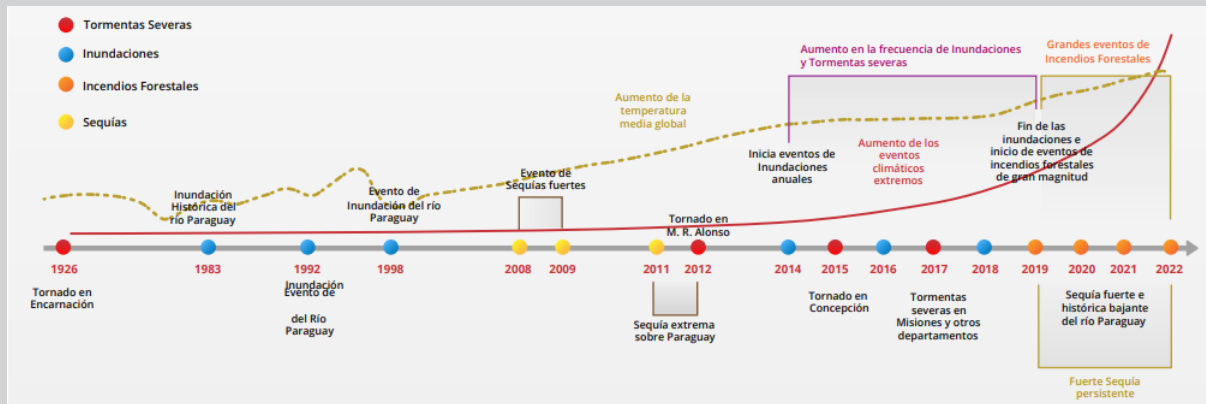 Tormentas Severas
Inundaciones
Incendios Forestales
Sequías
Aumento de la
temperatura
media global
Aumento en la frecuencia de Inundaciones
y Tormentas severas
Grandes eventos de
Incendios Forestales
Inundación
Histórica del
río Paraguay
Evento de
Inundación del río
Paraguay
Evento de
Sequías fuertes
Tornado en
M. R. Alonso
Inicia eventos de
Inundaciones
anuales
Aumento de los
eventos
climáticos
extremos
Fin de las
inundaciones e
inicio de eventos de
incendios forestales
de gran magnitud
1926
1983
1992
1998
2008
2009
2011
2012
2014
2015
2016
2017
2018
2019
2020
2021
2022
Tornado en
Encarnación
Inundación
Evento de
del Río
Paraguay
Sequía extrema
sobre Paraguay
Tornado en
Concepción
Tormentas
severas en
Misiones y otros
departamentos
Sequía fuerte e
histórica bajante
del río Paraguay
Fuerte Sequía
persistente